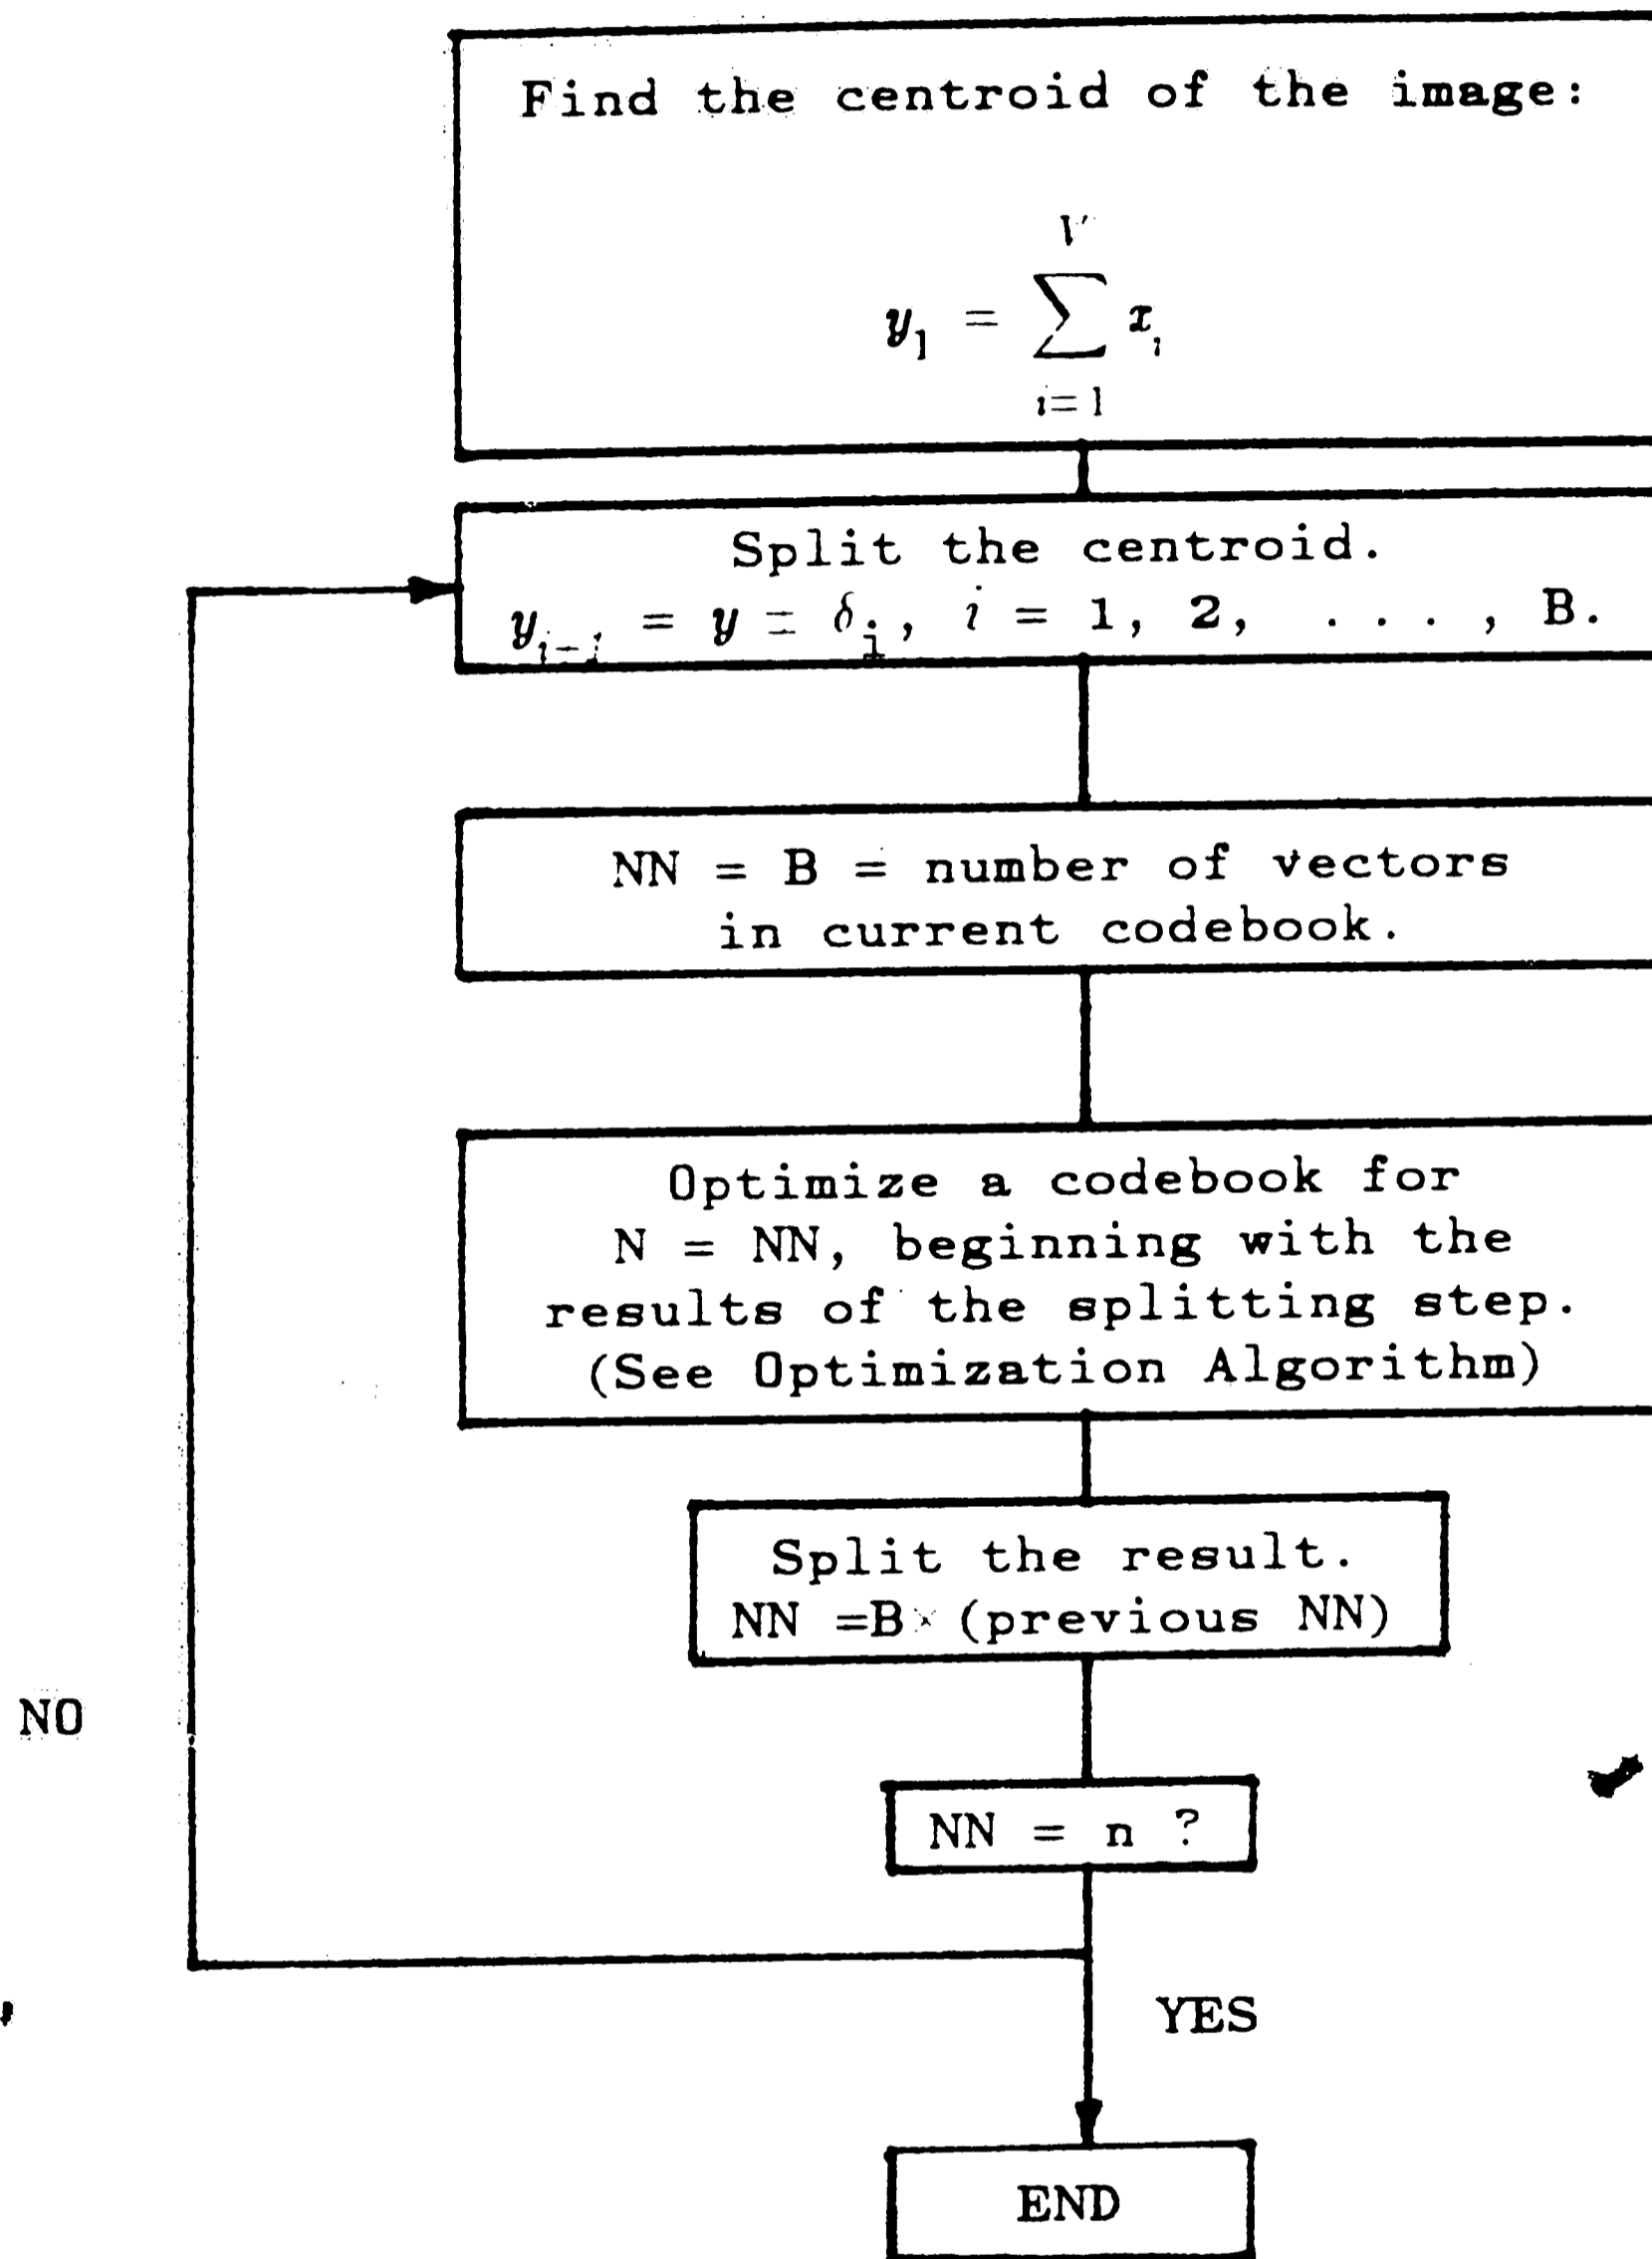 Find the centroid of the image:
V
y₁ = ∑ xᵢ
i=1
Split the centroid.
y = y ± δᵢ, i = 1, 2, . . . , B.
NN = B = number of vectors
in current codebook.
Optimize a codebook for
N = NN, beginning with the
results of the splitting step.
(See Optimization Algorithm)
Split the result.
NN =B× (previous NN)
NO
NN = n ?
YES
END